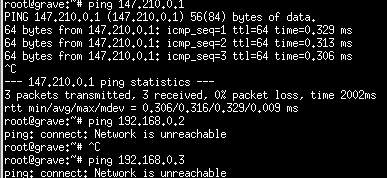 root@grave:~# ping 147.210.0.1
PING 147.210.0.1 (147.210.0.1) 56(84) bytes of data.
64 bytes from 147.210.0.1: icmp_seq=1 ttl=64 time=0.329 ms
64 bytes from 147.210.0.1: icmp_seq=2 ttl=64 time=0.313 ms
64 bytes from 147.210.0.1: icmp_seq=3 ttl=64 time=0.306 ms
^C
--- 147.210.0.1 ping statistics ---
3 packets transmitted, 3 received, 0% packet loss, time 2002ms
rtt min/avg/max/mdev = 0.306/0.316/0.329/0.009 ms
root@grave:~# ping 192.168.0.2
ping: connect: Network is unreachable
root@grave:~# ^C
root@grave:~# ping 192.168.0.3
ping: connect: Network is unreachable